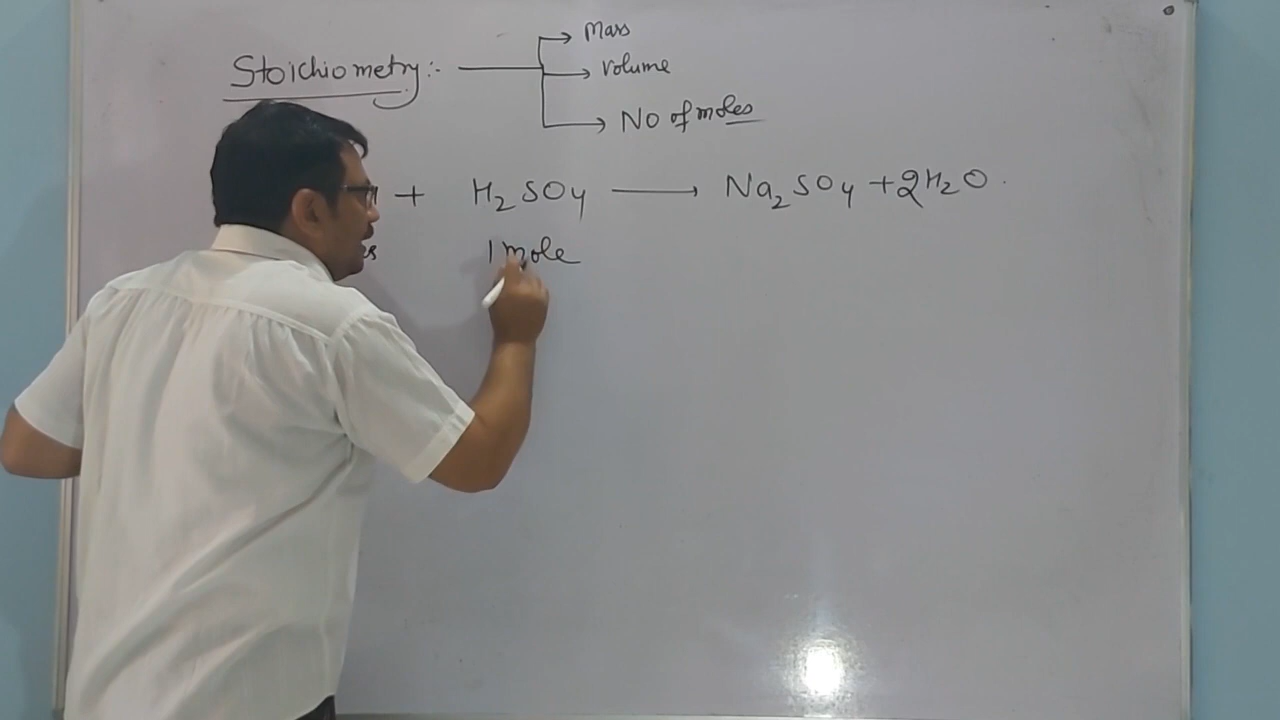 Stoichiometry:-
Mass
Volume
No of moles
+ H₂SO₄ → Na₂SO₄ + 2H₂O
1 mole